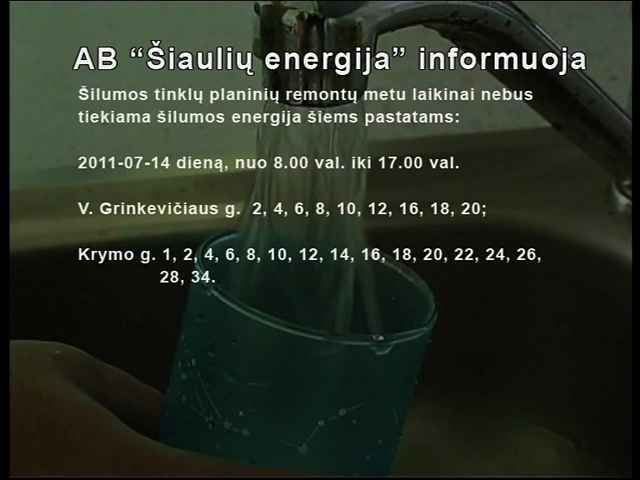 AB “Šiaulių energija” informuoja
Šilumos tinklų planinių remontų metu laikinai nebus
tiekiama šilumos energija šiems pastatams:
2011-07-14 dieną, nuo 8.00 val. iki 17.00 val.
V. Grinkevičiaus g. 2, 4, 6, 8, 10, 12, 16, 18, 20;
Krymo g. 1, 2, 4, 6, 8, 10, 12, 14, 16, 18, 20, 22, 24, 26,
28, 34.